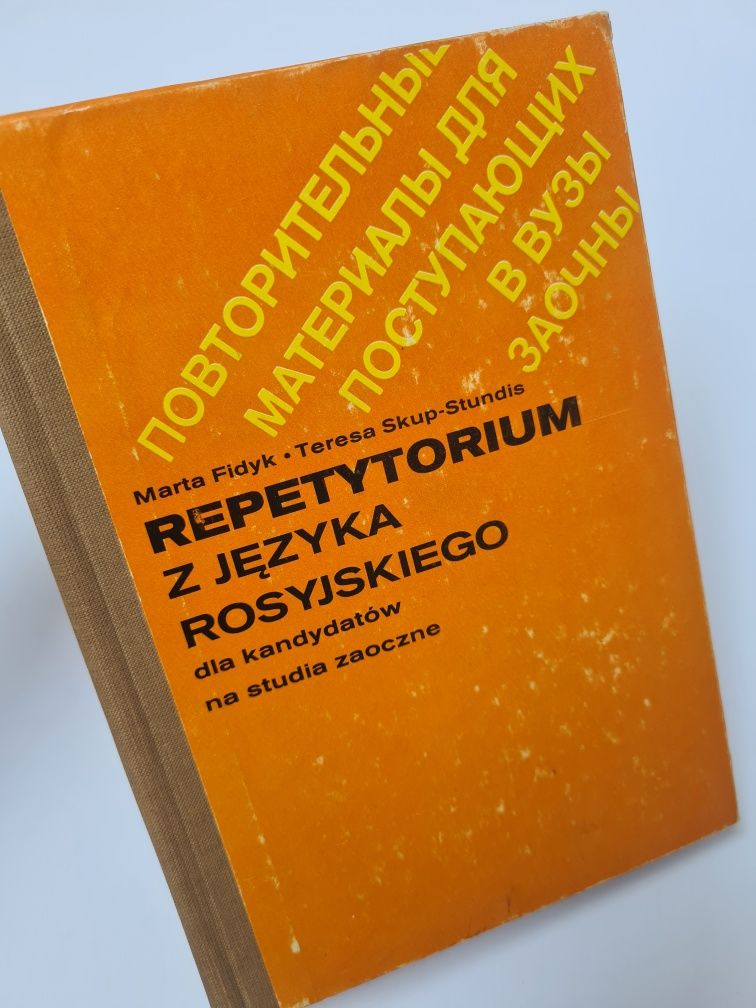 ПОВТОРИТЕЛЬНЫЕ
МАТЕРИАЛЫ ДЛЯ
ПОСТУПАЮЩИХ
В ВУЗЫ
ЗАОЧНЫ
Marta Fidyk • Teresa Skup-Stundis
REPETYTORIUM
Z JĘZYKA
ROSYJSKIEGO
dla kandydatów
na studia zaoczne